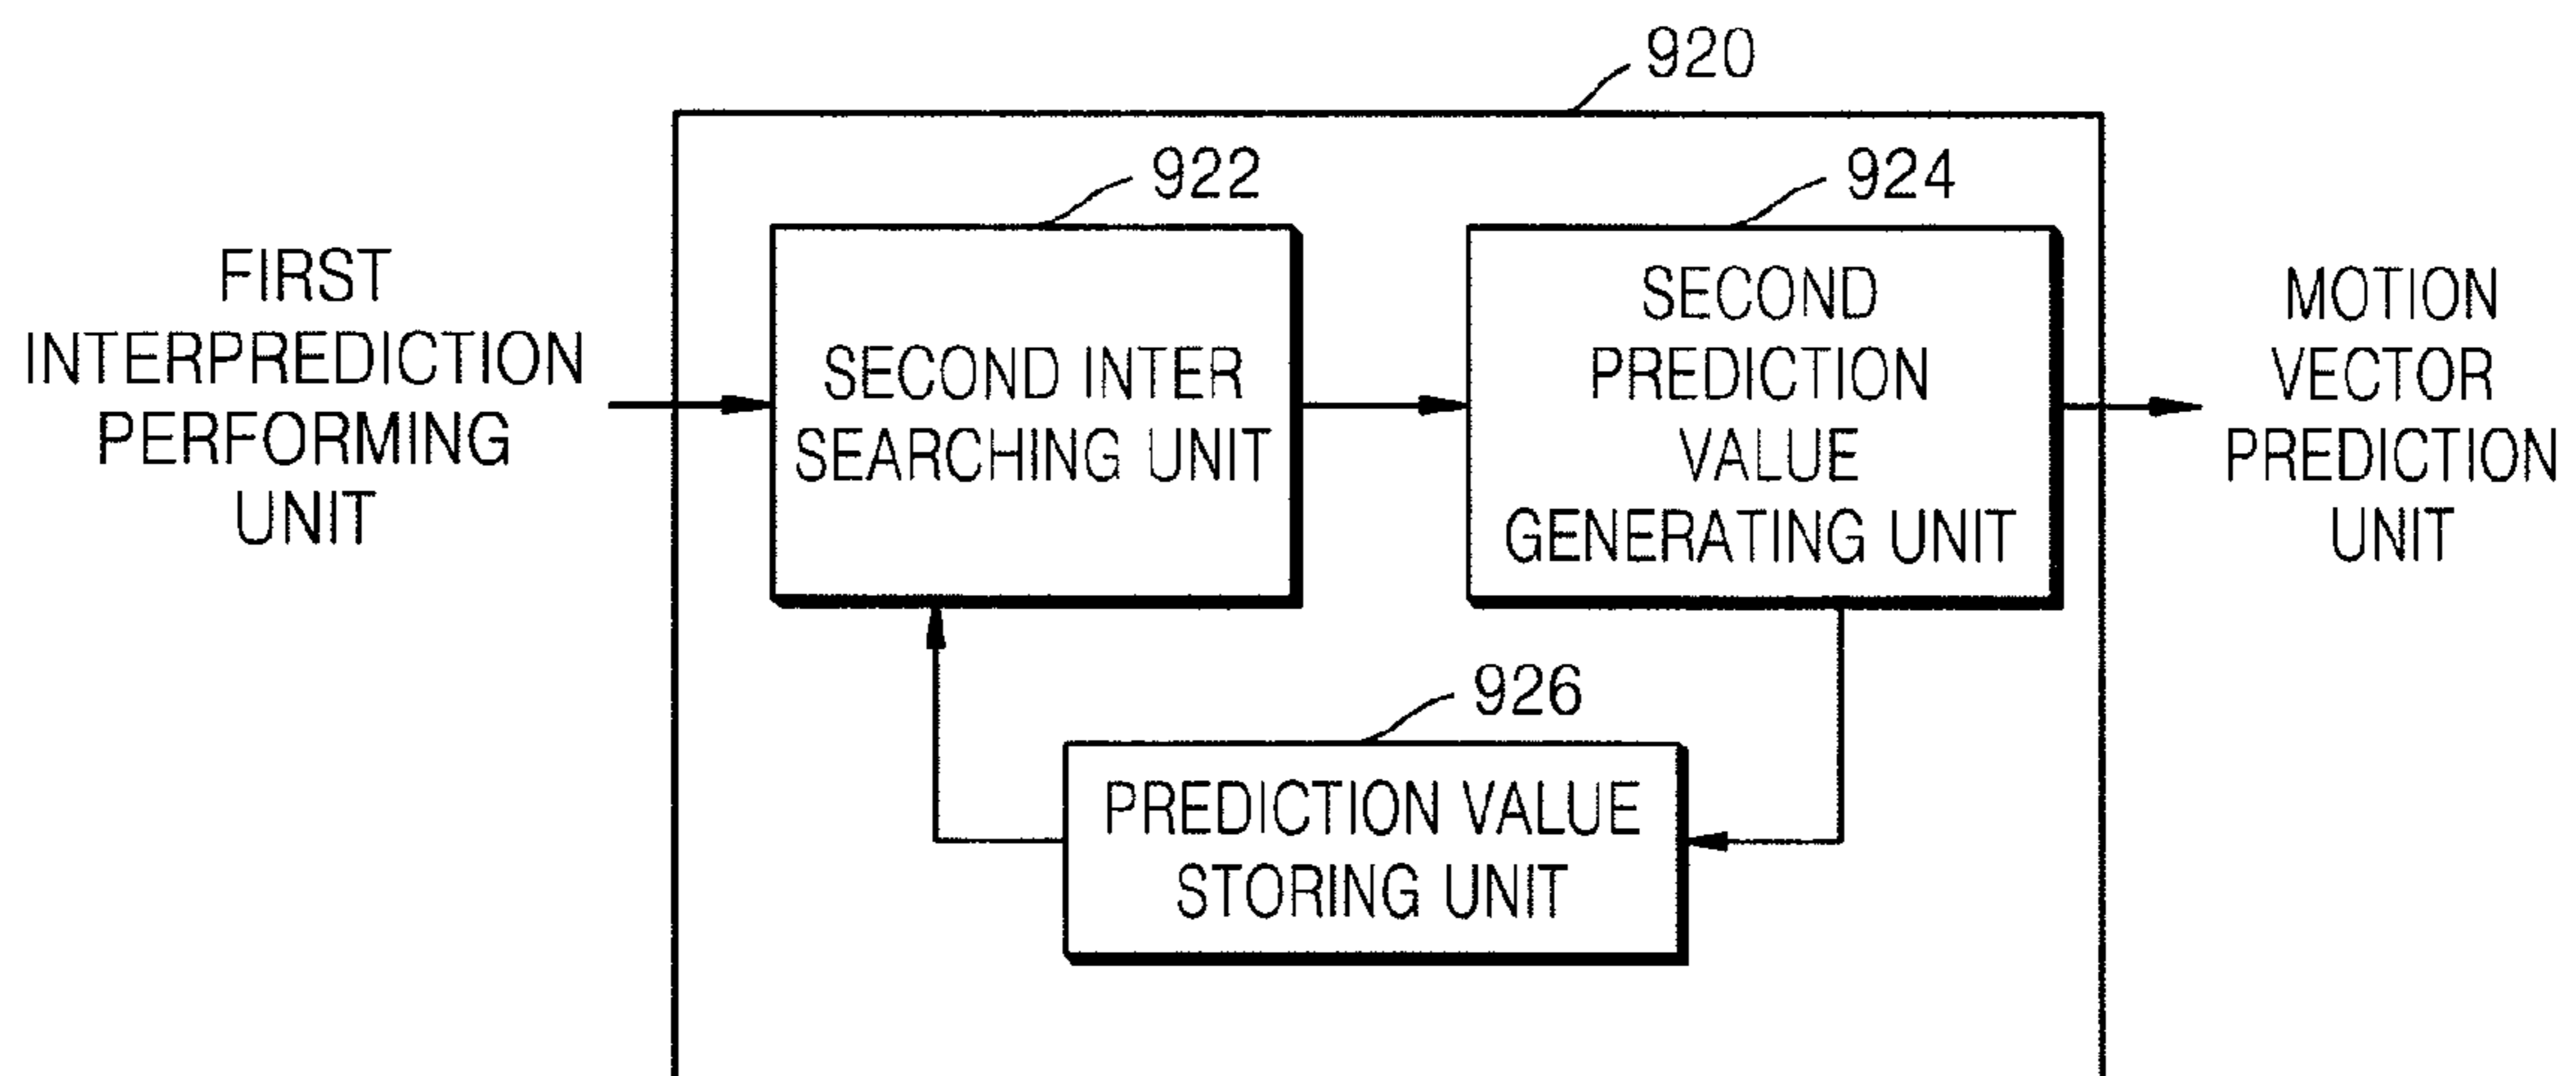 920
922
924
FIRST
INTERPREDICTION
PERFORMING
UNIT
SECOND INTER
SEARCHING UNIT
SECOND
PREDICTION
VALUE
GENERATING UNIT
MOTION
VECTOR
PREDICTION
UNIT
926
PREDICTION VALUE
STORING UNIT